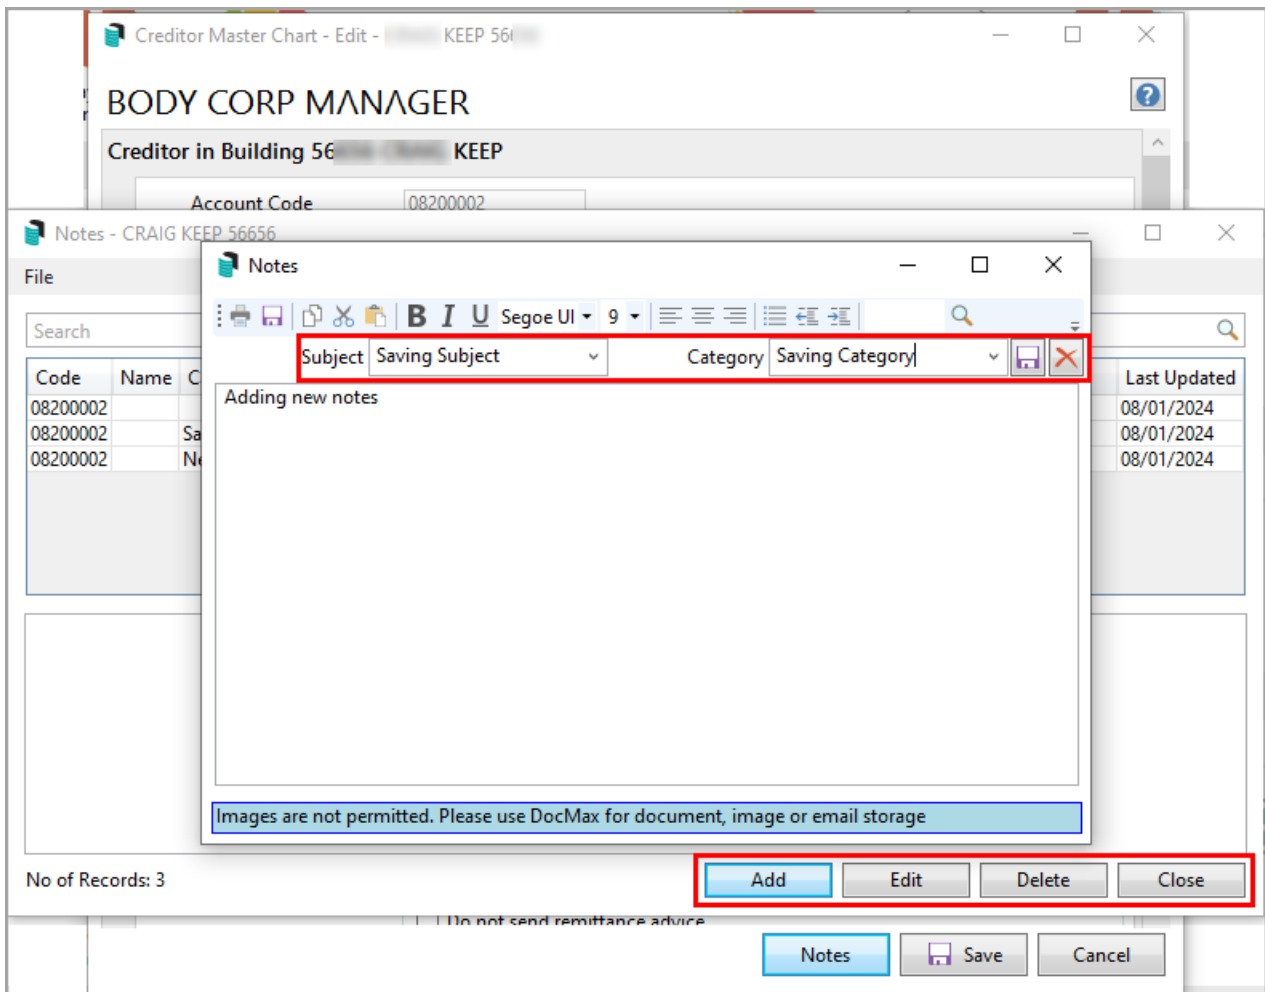 Creditor Master Chart - Edit - KEEP 56
BODY CORP MANAGER
Creditor in Building 56 KEEP
Account Code 08200002
Notes - CRAIG KEEP 56656
File
Notes
B I U Segoe UI 9
Search
Subject Saving Subject Category Saving Category
Code Name Last Updated
Adding new notes
08200002 08/01/2024
08200002 Sa 08/01/2024
08200002 Ne 08/01/2024
Images are not permitted. Please use DocMax for document, image or email storage
No of Records: 3
Add Edit Delete Close
Do not send remittance advice
Notes Save Cancel